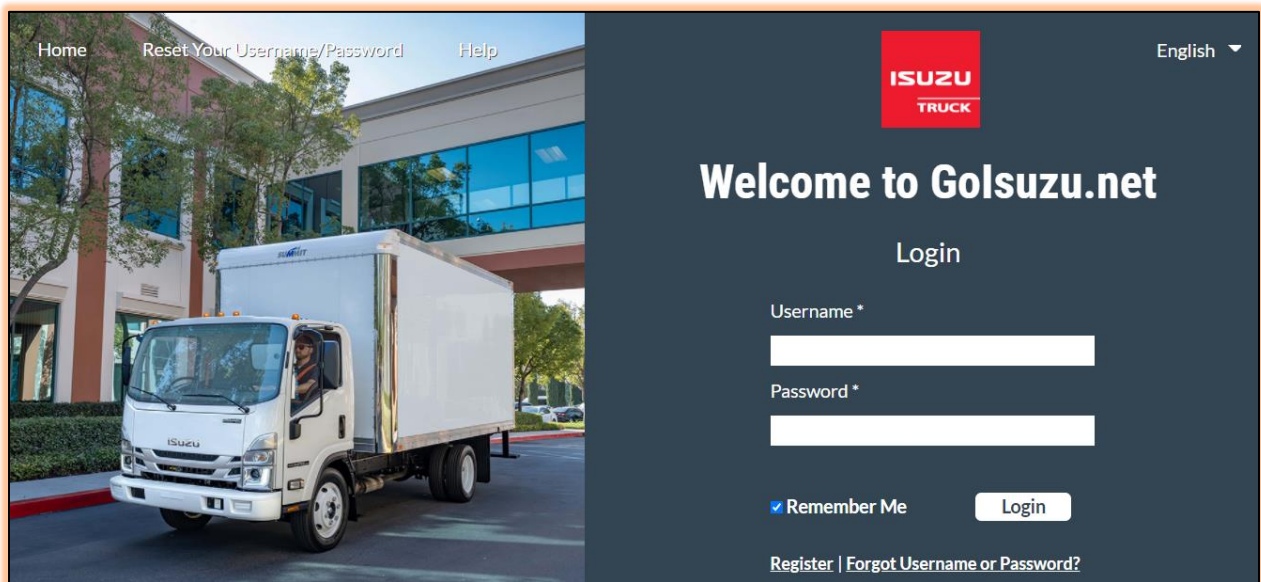 Home Reset Your Username/Password Help
English
ISUZU
TRUCK
Welcome to GoIsuzu.net
Login
Username *
Password *
Remember Me Login
Register | Forgot Username or Password?
SUMMIT
ISUZU